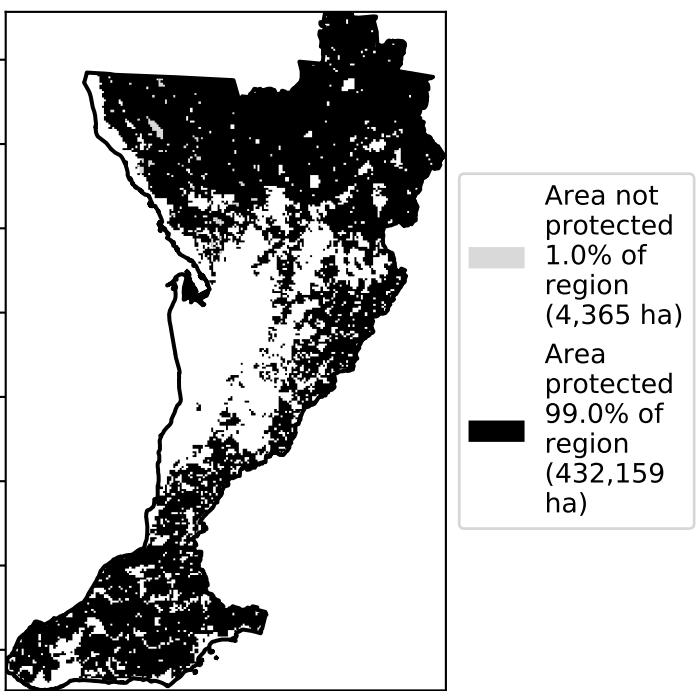 Area not
protected
1.0% of
region
(4,365 ha)
Area
protected
99.0% of
region
(432,159
ha)